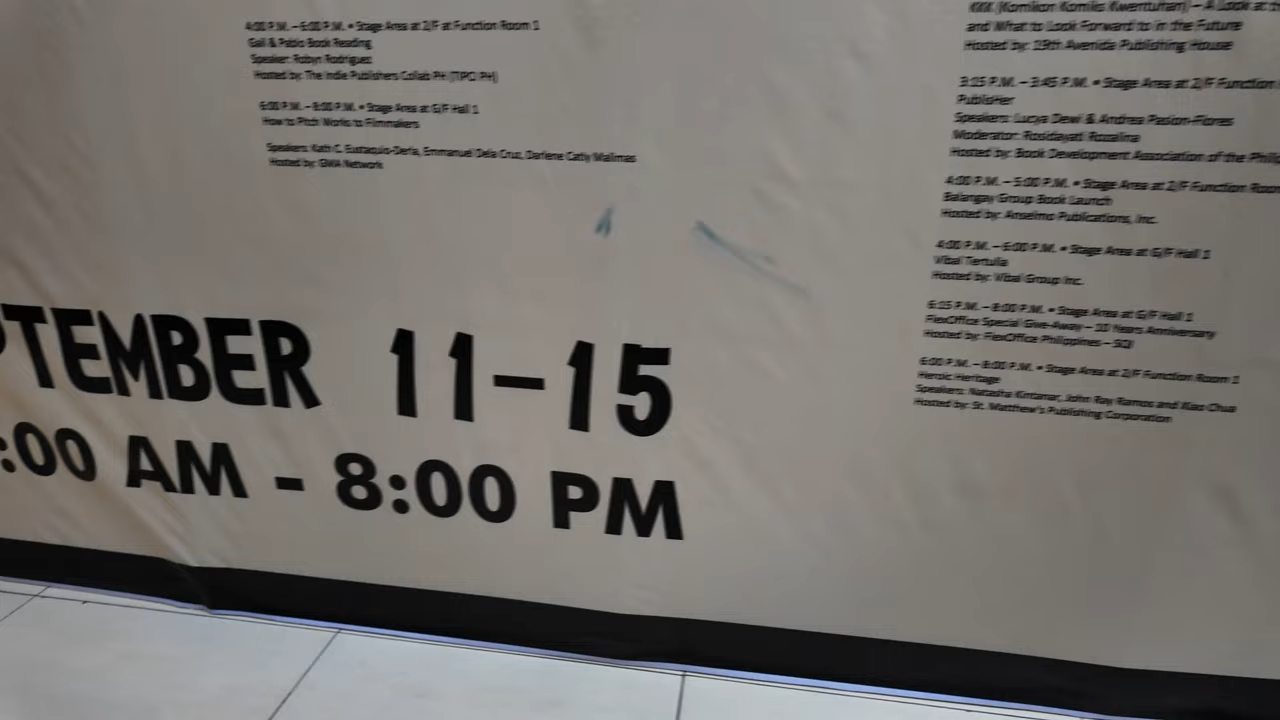 4:00 P.M. – 6:00 P.M. • Stage Area at 2/F at Function Room 1
Gail & Pablo Book Reading
Speaker: Robyn Rodriguez
Hosted by: The Indie Publishers Collab PH (TIPC PH)
6:00 P.M. – 8:00 P.M. • Stage Area at G/F Hall 1
How to Pitch Works to Filmmakers
Speakers: Kath C. Eustaquio-Derla, Emmanuel Dela Cruz, Darlene Catly Malimas
Hosted by: GMA Network
PTEMBER 11-15
:00 AM - 8:00 PM
KKK (Komikon Komiks Kwentuhan) – A Look at
and What to Look Forward to in the Future
Hosted by: 19th Avenida Publishing House
3:15 P.M. – 3:45 P.M. • Stage Area at 2/F Function
Publisher
Speakers: Lucya Dewi & Andrea Pasion-Flores
Moderator: Rosidayati Rozalina
Hosted by: Book Development Association of the Philip
4:00 P.M. – 5:00 P.M. • Stage Area at 2/F Function Room
Balangay Group Book Launch
Hosted by: Anselmo Publications, Inc.
4:00 P.M. – 6:00 P.M. • Stage Area at G/F Hall 1
Vibal Tertulia
Hosted by: Vibal Group Inc.
6:15 P.M. – 8:00 P.M. • Stage Area at G/F Hall 1
FlexOffice Special Give-Away – 10 Years Anniversary
Hosted by: FlexOffice Philippines – SQI
6:00 P.M. – 8:00 P.M. • Stage Area at 2/F Function Room 1
Heroic Heritage
Speakers: Natasha Kintanar, John Ray Ramos and Xiao Chua
Hosted by: St. Matthew's Publishing Corporation